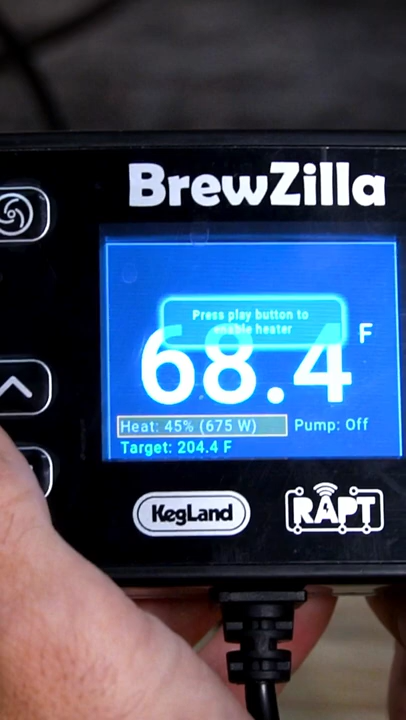 BrewZilla
Press play button to
enable heater
68.4 F
Heat: 45% (675 W) Pump: Off
Target: 204.4 F
KegLand RAPT